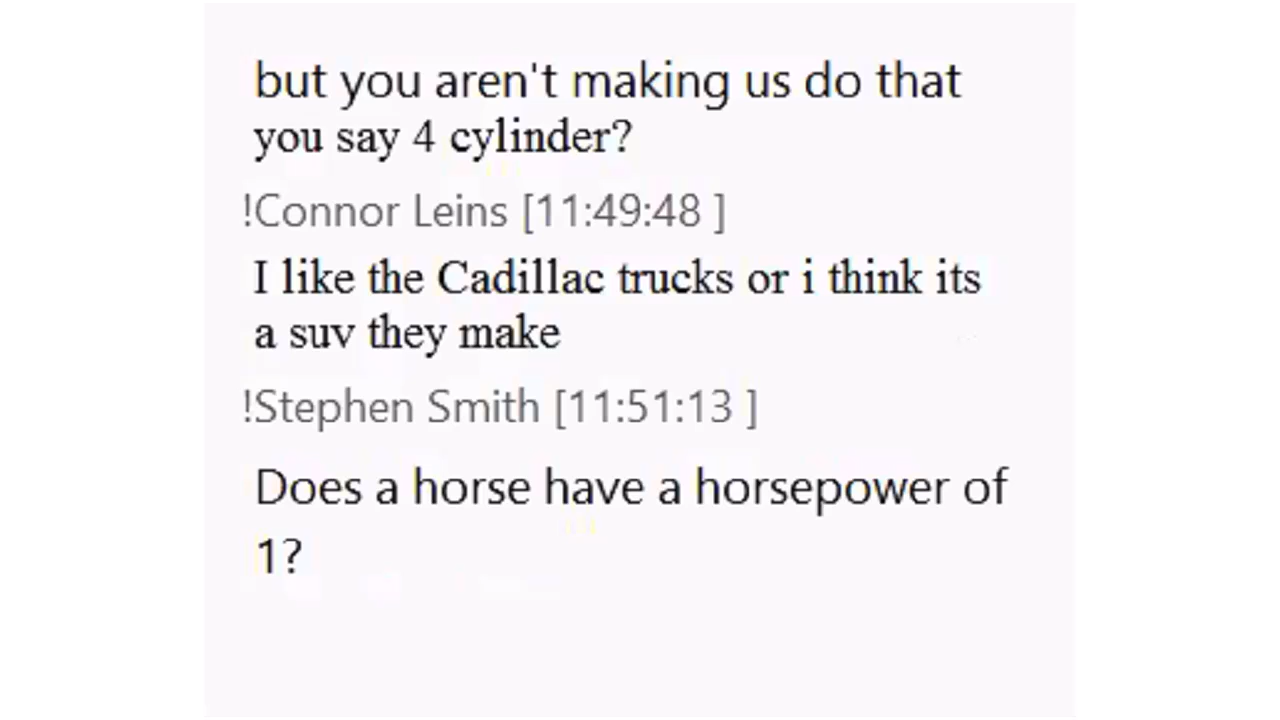 but you aren't making us do that
you say 4 cylinder?
!Connor Leins [11:49:48 ]
I like the Cadillac trucks or i think its
a suv they make
!Stephen Smith [11:51:13 ]
Does a horse have a horsepower of
1?